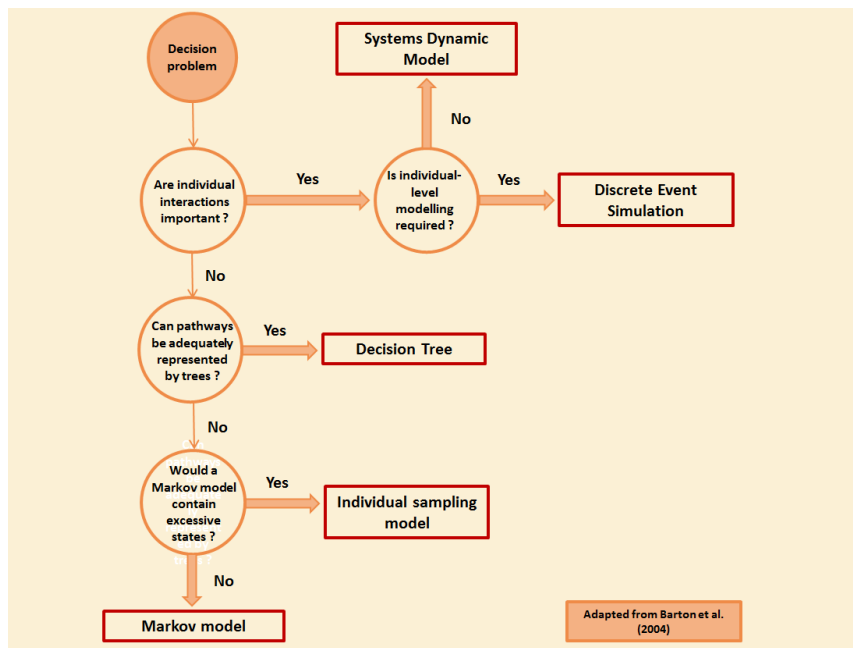 Decision
problem
Systems Dynamic
Model
No
Are individual
interactions
important ?
Yes
Is individual-
level
modelling
required ?
Yes
Discrete Event
Simulation
No
Can pathways
be adequately
represented
by trees ?
Yes
Decision Tree
No
Would a
Markov model
contain
excessive
states ?
Yes
Individual sampling
model
No
Markov model
Adapted from Barton et al.
(2004)